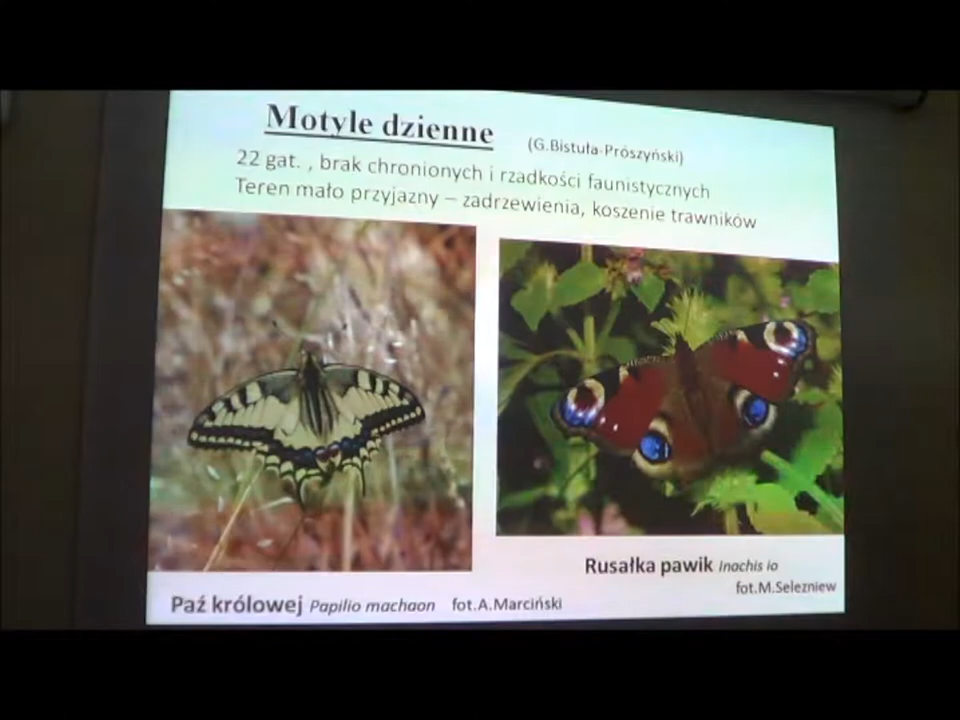 Motyle dzienne (G.Bistuła-Prószyński)
22 gat. , brak chronionych i rzadkości faunistycznych
Teren mało przyjazny – zadrzewienia, koszenie trawników
Rusałka pawik Inachis io
fot.M.Selezniew
Paź królowej Papilio machaon fot.A.Marciński